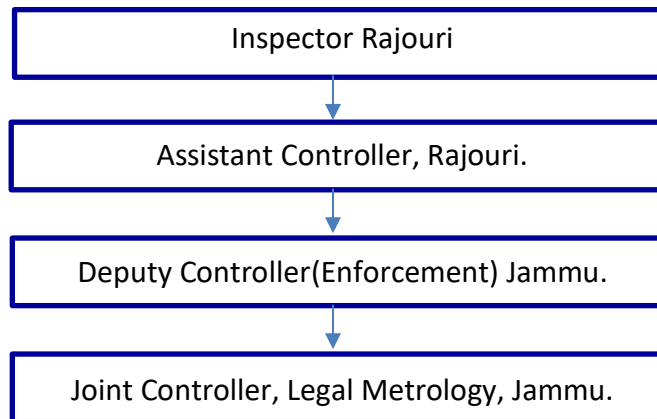 Inspector Rajouri
Assistant Controller, Rajouri.
Deputy Controller(Enforcement) Jammu.
Joint Controller, Legal Metrology, Jammu.